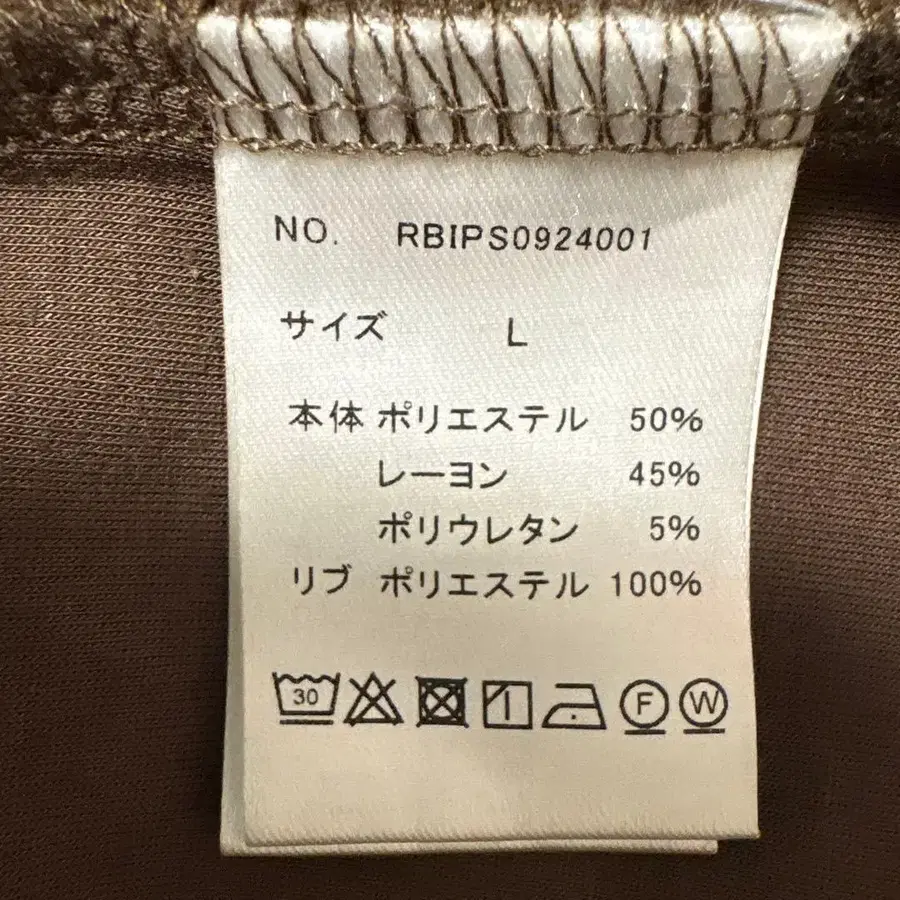 NO. RBIPS0924001
サイズ L
本体 ポリエステル 50%
レーヨン 45%
ポリウレタン 5%
リブ ポリエステル 100%
30 F W